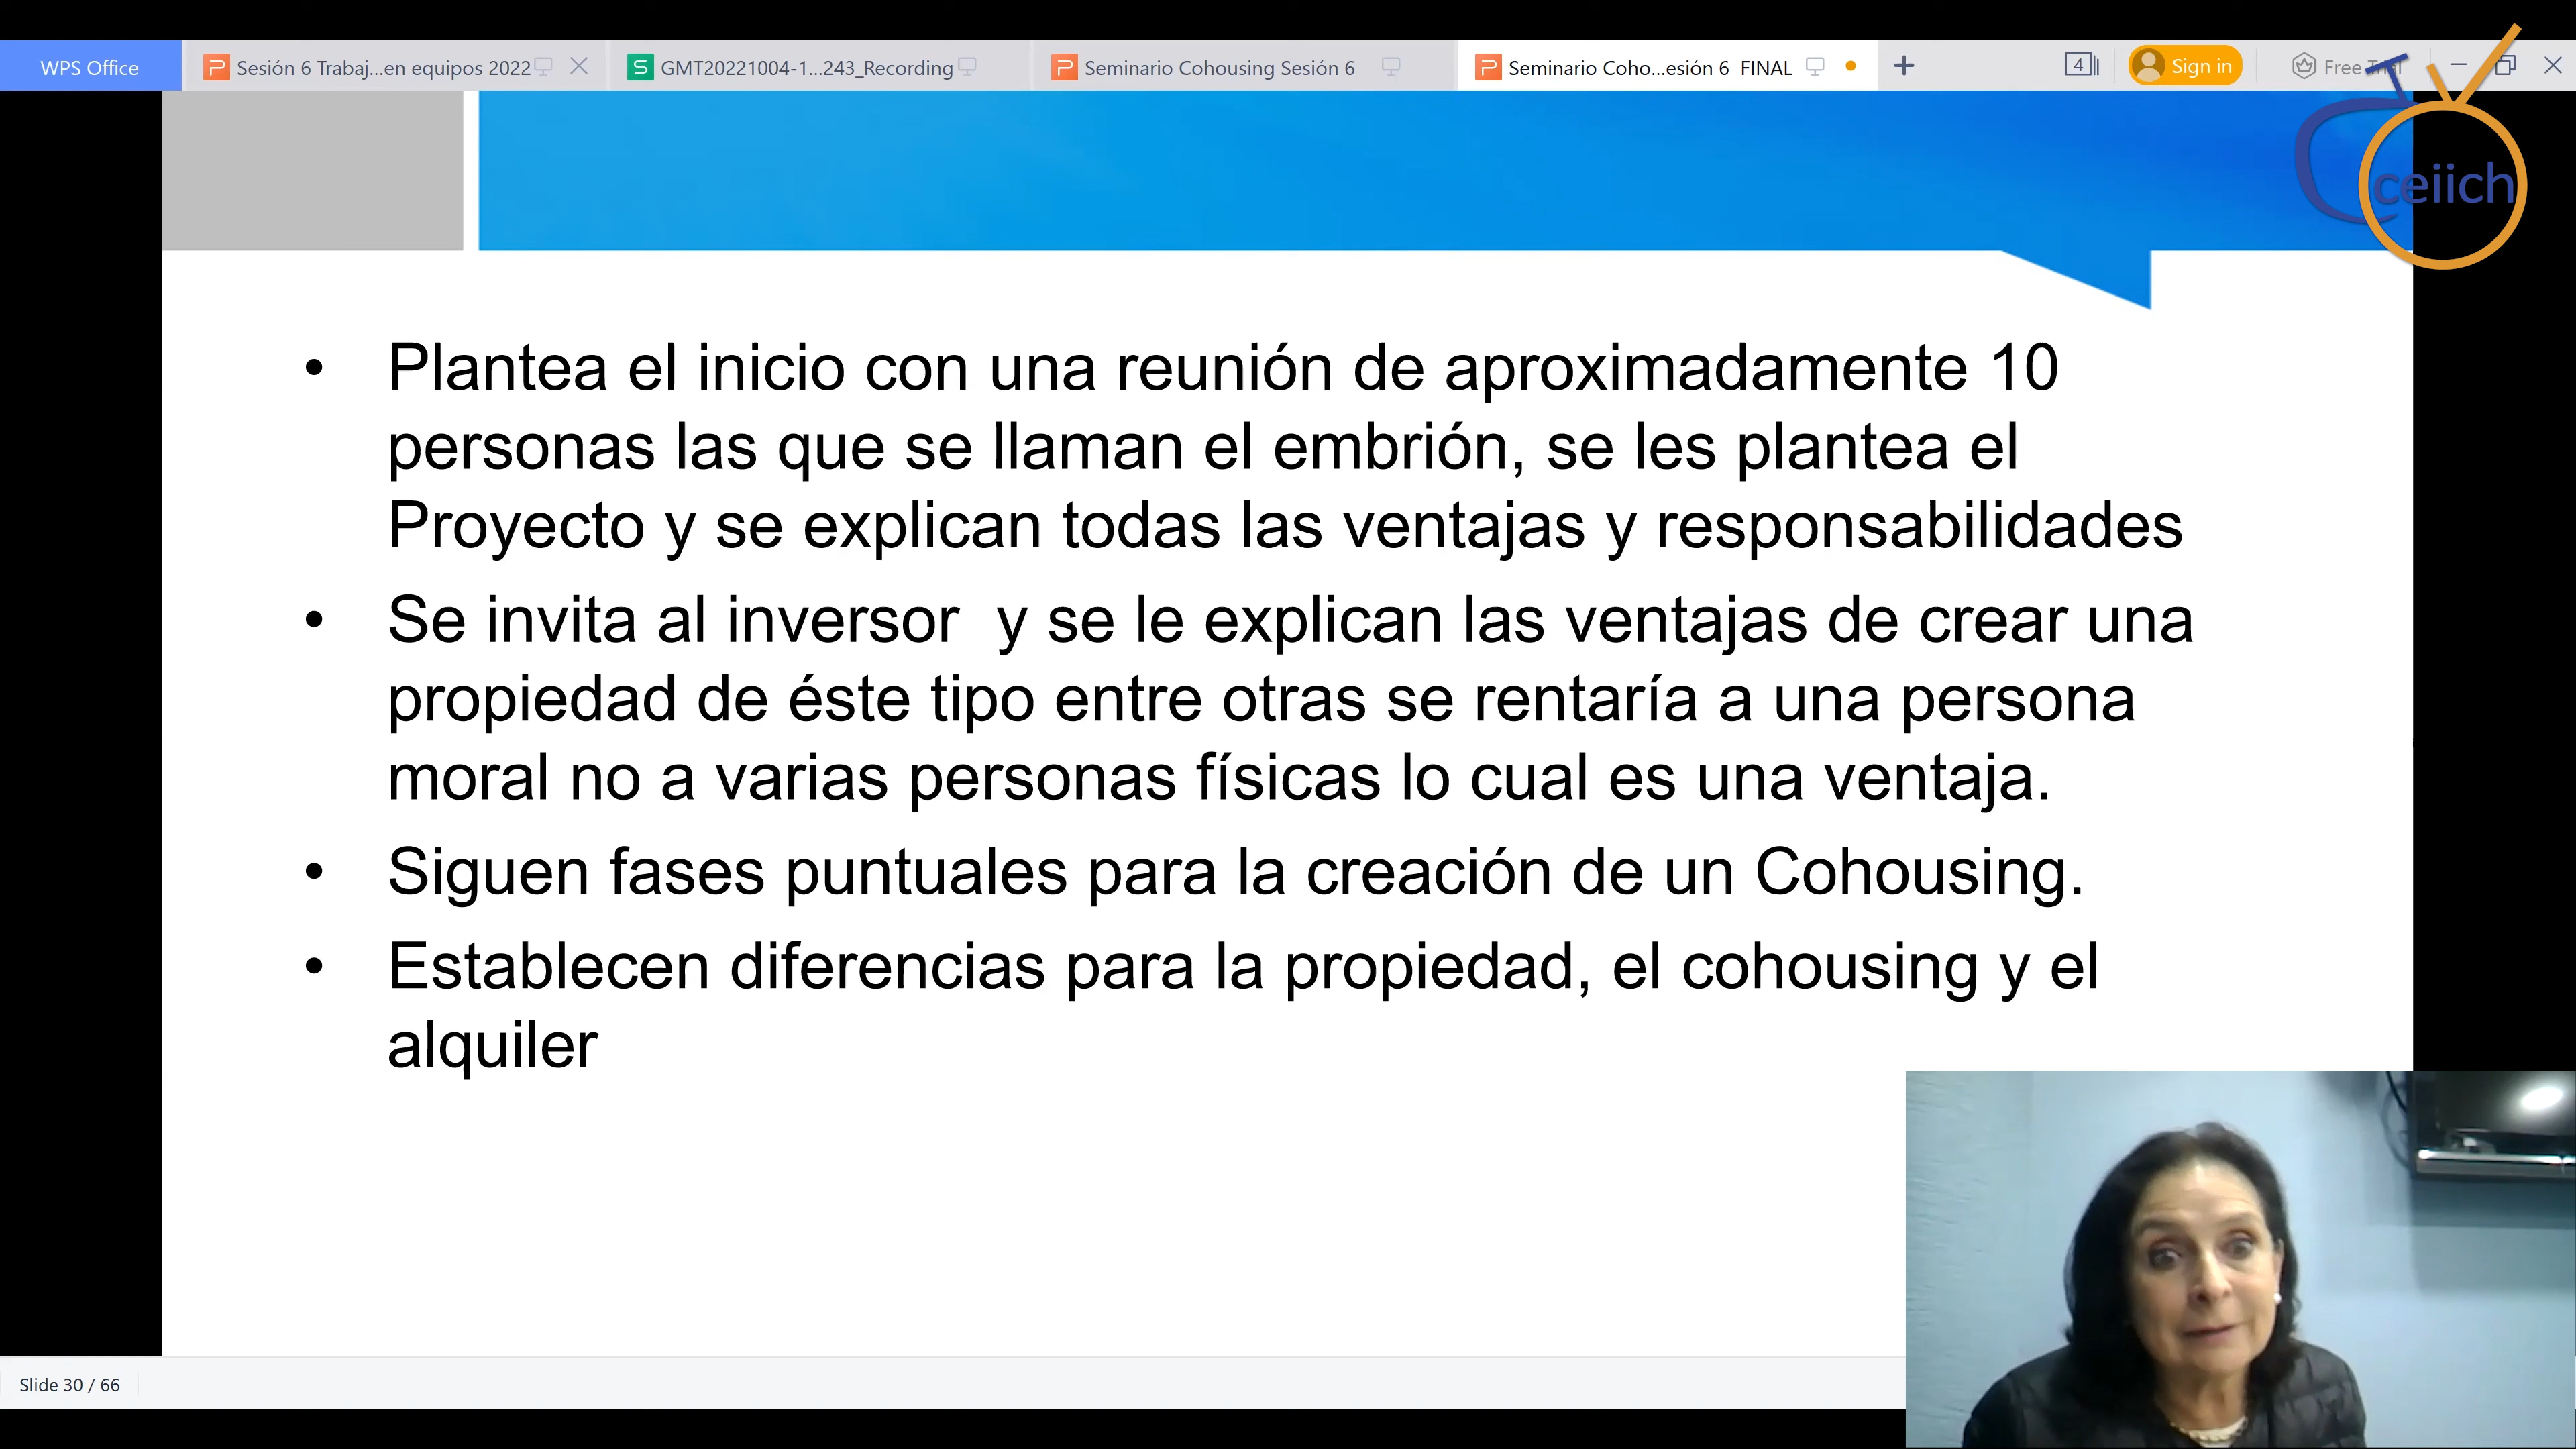 WPS Office
Sesión 6 Trabaj...en equipos 2022
GMT20221004-1...243_Recording
Seminario Cohousing Sesión 6
Seminario Coho...esión 6 FINAL
4
Sign in
Free Trial
ceiich
Plantea el inicio con una reunión de aproximadamente 10
personas las que se llaman el embrión, se les plantea el
Proyecto y se explican todas las ventajas y responsabilidades
Se invita al inversor y se le explican las ventajas de crear una
propiedad de éste tipo entre otras se rentaría a una persona
moral no a varias personas físicas lo cual es una ventaja.
Siguen fases puntuales para la creación de un Cohousing.
Establecen diferencias para la propiedad, el cohousing y el
alquiler
Slide 30 / 66